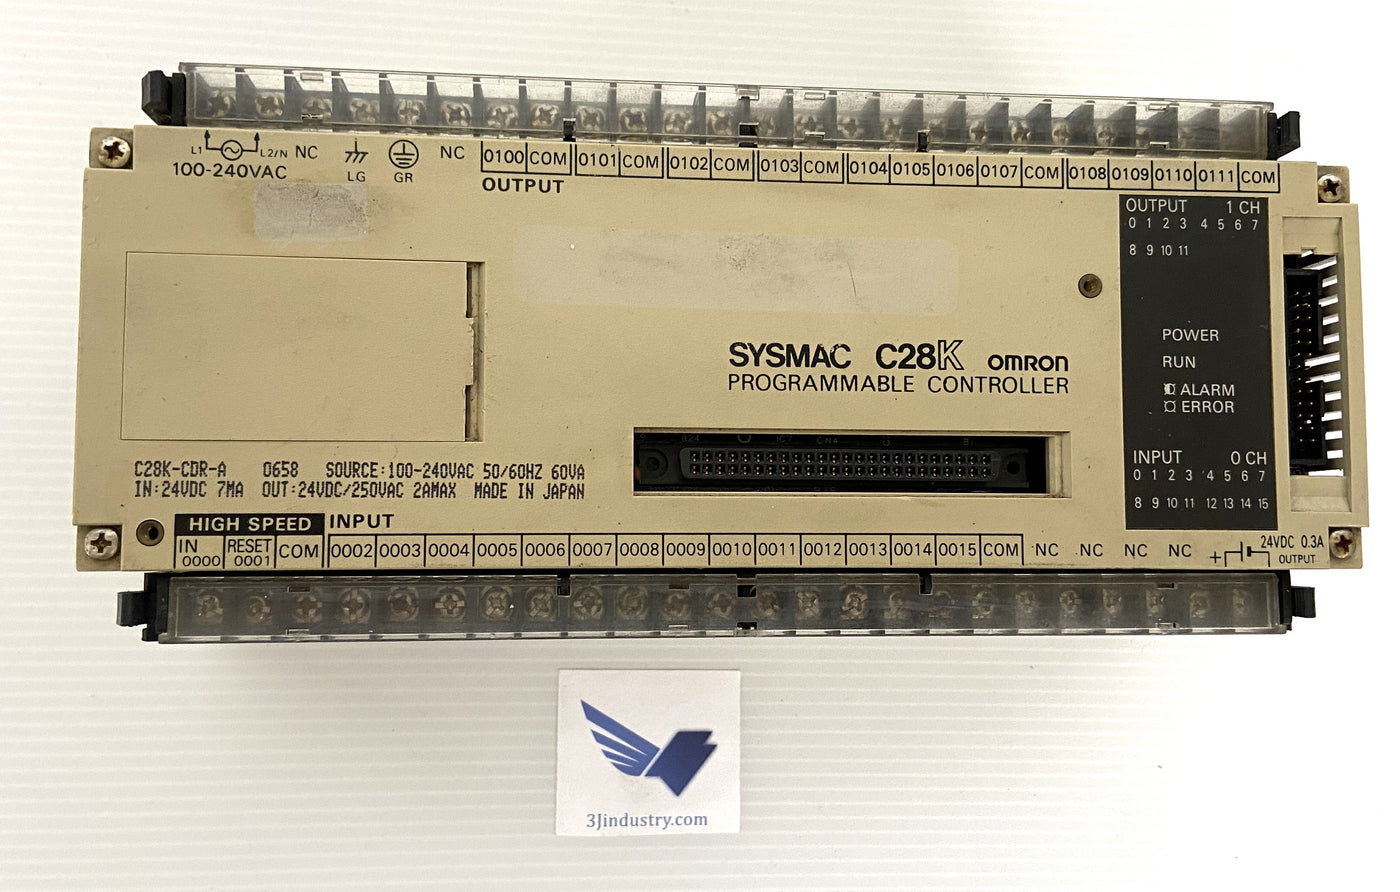 L1 L2/N NC LG GR NC 0100 COM 0101 COM 0102 COM 0103 COM 0104 0105 0106 0107 COM 0108 0109 0110 0111 COM
100-240VAC
OUTPUT
OUTPUT 1 CH
0 1 2 3 4 5 6 7
8 9 10 11
POWER
RUN
ALARM
ERROR
SYSMAC C28K omron
PROGRAMMABLE CONTROLLER
B24 IC7 CN4
INPUT 0 CH
0 1 2 3 4 5 6 7
8 9 10 11 12 13 14 15
C28K-CDR-A 0658 SOURCE:100-240VAC 50/60HZ 60VA
IN:24VDC 7MA OUT:24VDC/250VAC 2AMAX MADE IN JAPAN
HIGH SPEED INPUT
IN 0000 RESET 0001 COM 0002 0003 0004 0005 0006 0007 0008 0009 0010 0011 0012 0013 0014 0015 COM NC NC NC NC + 24VDC 0.3A
OUTPUT
3Jindustry.com